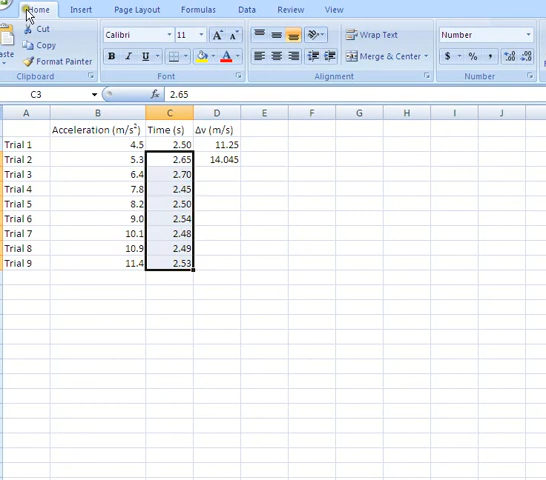 Home Insert Page Layout Formulas Data Review View
Cut Calibri 11 A A Wrap Text Number
Copy
Format Painter B I U A Merge & Center $ % , .00 .00
Clipboard Font Alignment Number
C3 fx 2.65
A B C D E F G H I J
Acceleration (m/s²) Time (s) Δv (m/s)
Trial 1 4.5 2.50 11.25
Trial 2 5.3 2.65 14.045
Trial 3 6.4 2.70
Trial 4 7.8 2.45
Trial 5 8.2 2.50
Trial 6 9.0 2.54
Trial 7 10.1 2.48
Trial 8 10.9 2.49
Trial 9 11.4 2.53